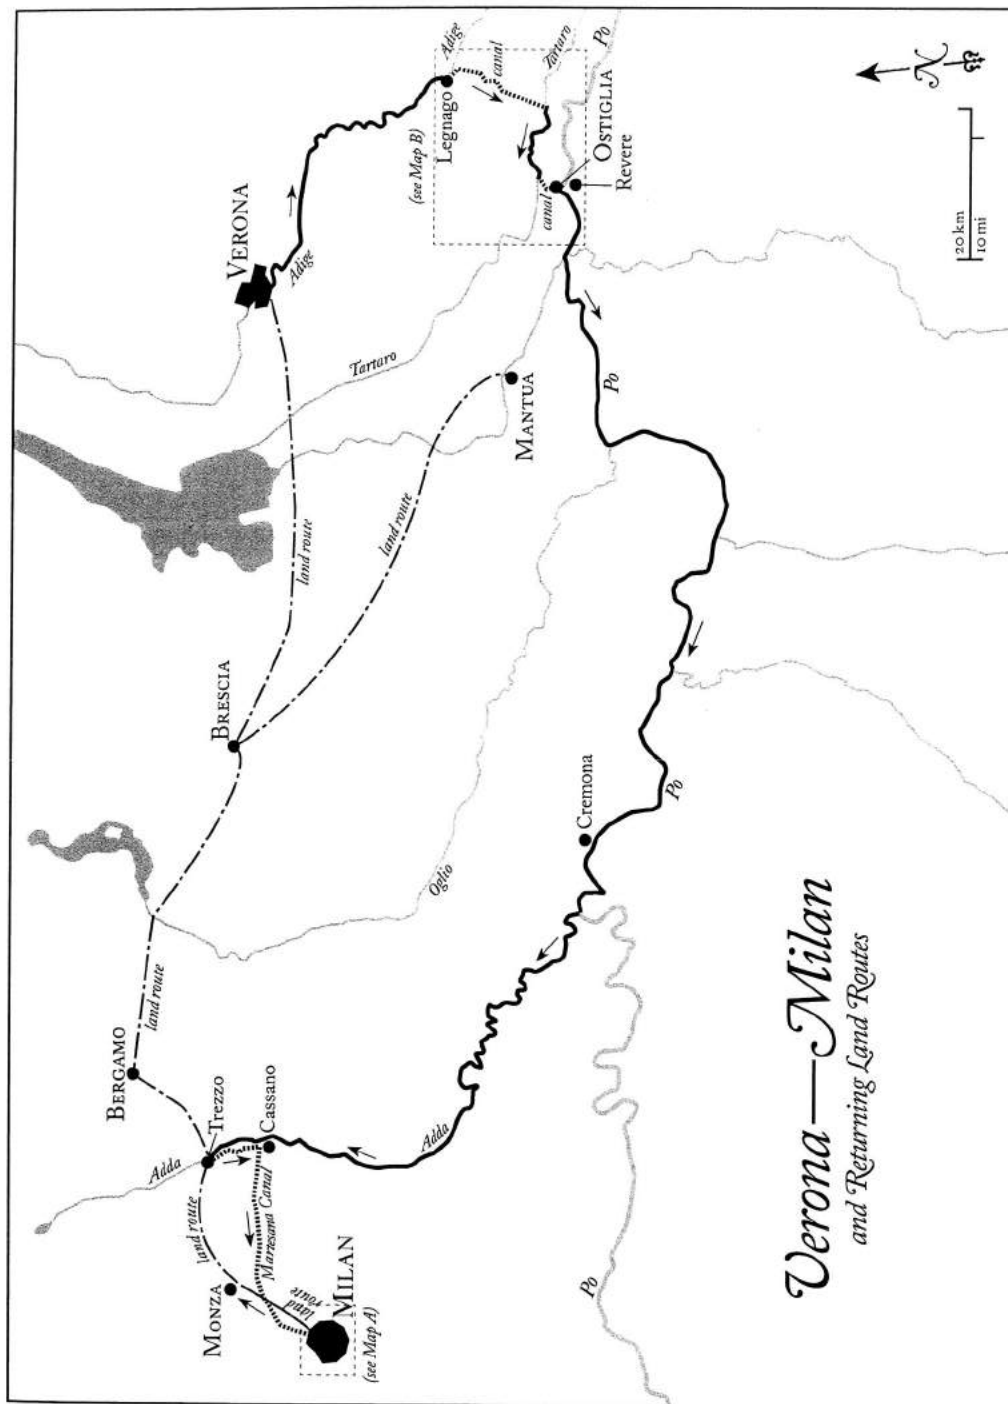 Verona—Milan
and Returning Land Routes
N
20 km
10 mi
VERONA
Adige
Adige
Legnago
(see Map B)
canal
Tartaro
Po
OSTIGLIA
Revere
canal
Tartaro
MANTUA
Po
land route
land route
BRESCIA
Oglio
Cremona
Po
BERGAMO
land route
Trezzo
Cassano
Adda
Adda
land route
Martesana Canal
MONZA
land
route
MILAN
(see Map A)
Po